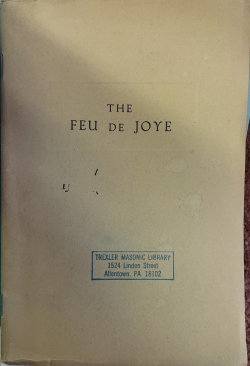 THE
FEU DE JOYE
TREXLER MASONIC LIBRARY
1524 Linden Street
Allentown, PA 18102